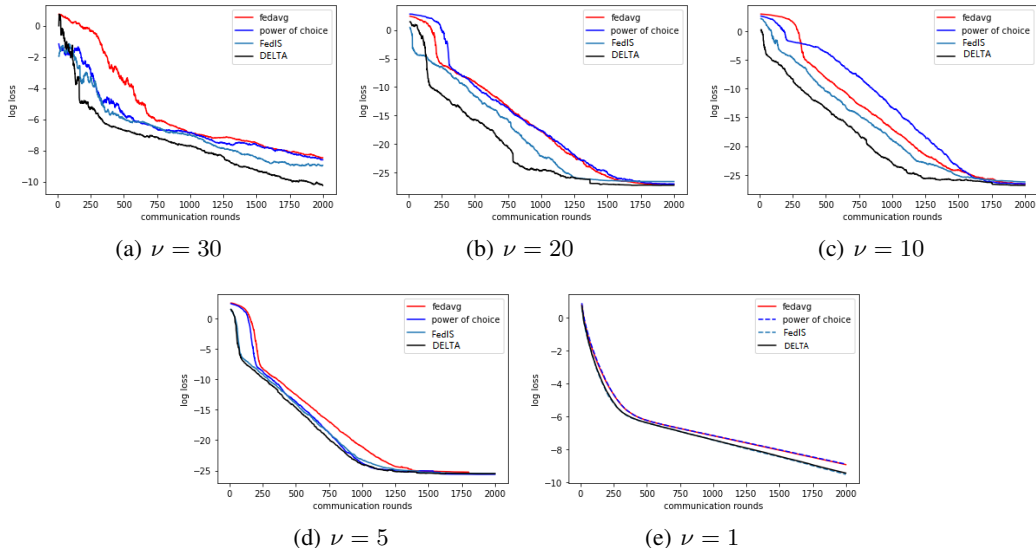 fedavg
power of choice
FedIS
DELTA
log loss
0
−2
−4
−6
−8
−10
0 250 500 750 1000 1250 1500 1750 2000
communication rounds
(a) ν = 30
fedavg
power of choice
FedIS
DELTA
log loss
0
−5
−10
−15
−20
−25
0 250 500 750 1000 1250 1500 1750 2000
communication rounds
(b) ν = 20
fedavg
power of choice
FedIS
DELTA
log loss
0
−5
−10
−15
−20
−25
0 250 500 750 1000 1250 1500 1750 2000
communication rounds
(c) ν = 10
fedavg
power of choice
FedIS
DELTA
log loss
0
−5
−10
−15
−20
−25
0 250 500 750 1000 1250 1500 1750 2000
communication rounds
(d) ν = 5
fedavg
power of choice
FedIS
DELTA
log loss
0
−2
−4
−6
−8
−10
0 250 500 750 1000 1250 1500 1750 2000
communication rounds
(e) ν = 1